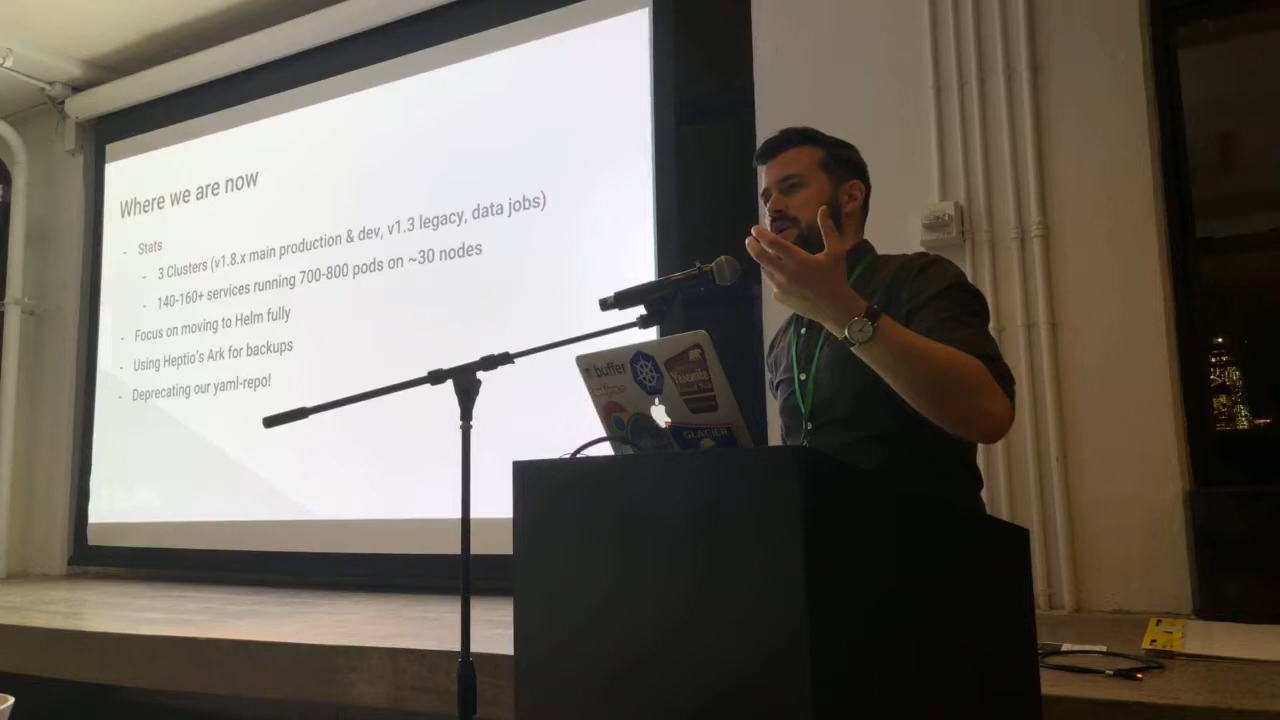 Where we are now
- Stats
- 3 Clusters (v1.8.x main production & dev, v1.3 legacy, data jobs)
- 140-160+ services running 700-800 pods on ~30 nodes
- Focus on moving to Helm fully
- Using Heptio's Ark for backups
- Deprecating our yaml-repo!
buffer
Yosemite
GLACIER